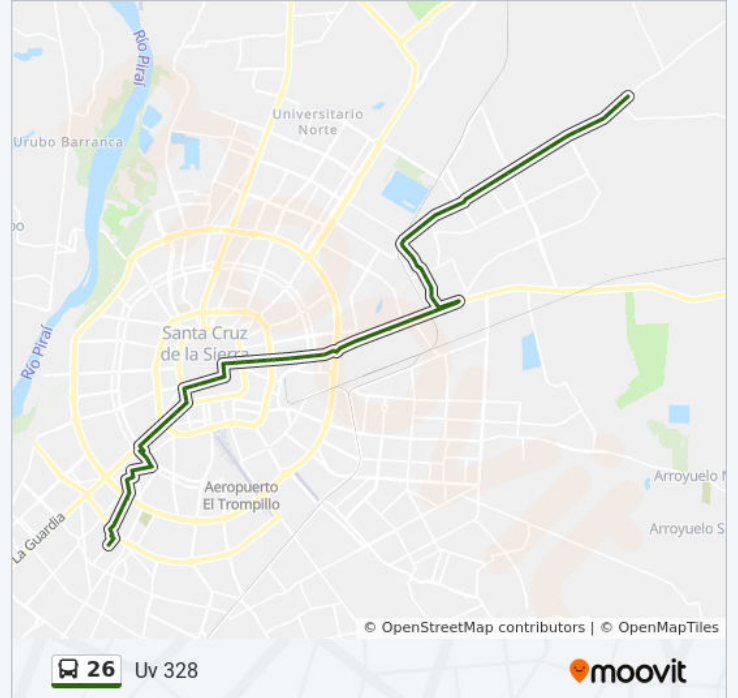 Río Piraí
Universitario
Norte
Urubo Barranca
Santa Cruz
de la Sierra
Río Piraí
Aeropuerto
El Trompillo
Arroyuelo
Arroyuelo S
La Guardia
© OpenStreetMap contributors | © OpenMapTiles
26 Uv 328
moovit